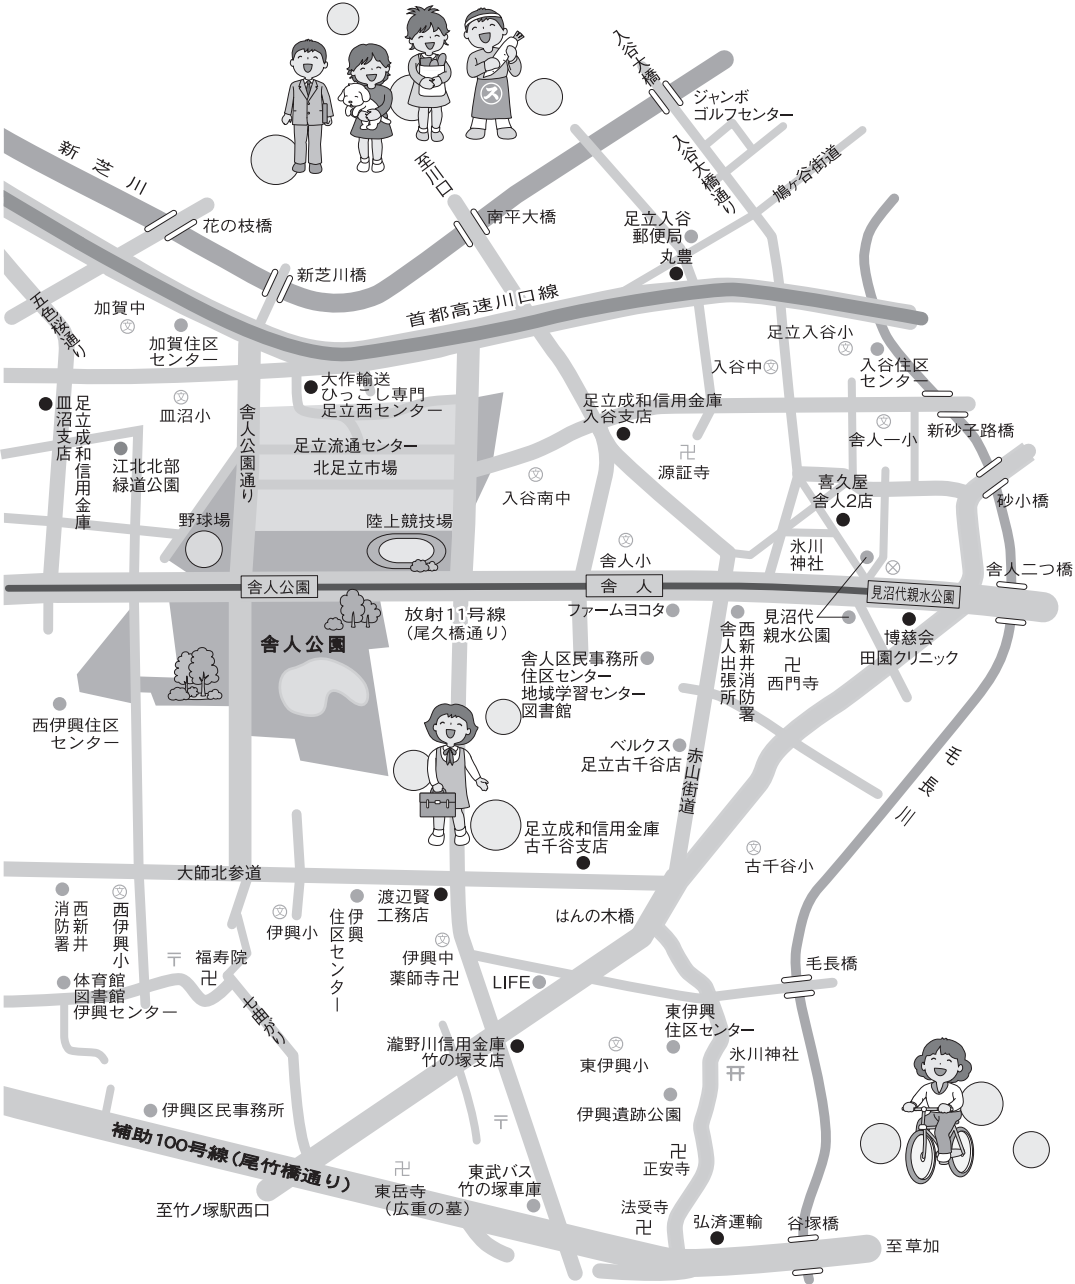 入谷大橋
ジャンボ
ゴルフセンター
ス
新芝川
至川口
入谷大橋通り
鳩ヶ谷街道
花の枝橋
南平大橋
足立入谷
郵便局
丸豊
新芝川橋
首都高速川口線
五色桜通り
加賀中
文
加賀住区
センター
足立入谷小
文
入谷中
文
入谷住区
センター
大作輸送
ひっこし専門
足立西センター
足立成和信用金庫
皿沼支店
皿沼小
文
舎人公園通り
足立成和信用金庫
入谷支店
舎人一小
文
新砂子路橋
足立流通センター
北足立市場
江北北部
緑道公園
源証寺
入谷南中
文
喜久屋
舎人2店
砂小橋
野球場
陸上競技場
氷川
神社
舎人小
文
舎人二つ橋
舎人公園
舎人
見沼代親水公園
放射11号線
(尾久橋通り)
ファームヨコタ
舎人公園
西新井消防署
舎人出張所
見沼代
親水公園
博慈会
田園クリニック
西門寺
舎人区民事務所
住区センター
地域学習センター
図書館
西伊興住区
センター
ベルクス
足立古千谷店
赤山街道
毛長川
足立成和信用金庫
古千谷支店
古千谷小
文
大師北参道
西新井
消防署
文
西伊興小
文
伊興小
伊興
住区センター
渡辺賢
工務店
はんの木橋
文
伊興中
薬師寺
福寿院
〒
体育館
図書館
伊興センター
七曲がり
LIFE
毛長橋
東伊興
住区センター
瀧野川信用金庫
竹の塚支店
文
東伊興小
氷川神社
伊興区民事務所
伊興遺跡公園
〒
補助100号線(尾竹橋通り)
正安寺
東岳寺
(広重の墓)
東武バス
竹の塚車庫
至竹ノ塚駅西口
法受寺
弘済運輸
谷塚橋
至草加